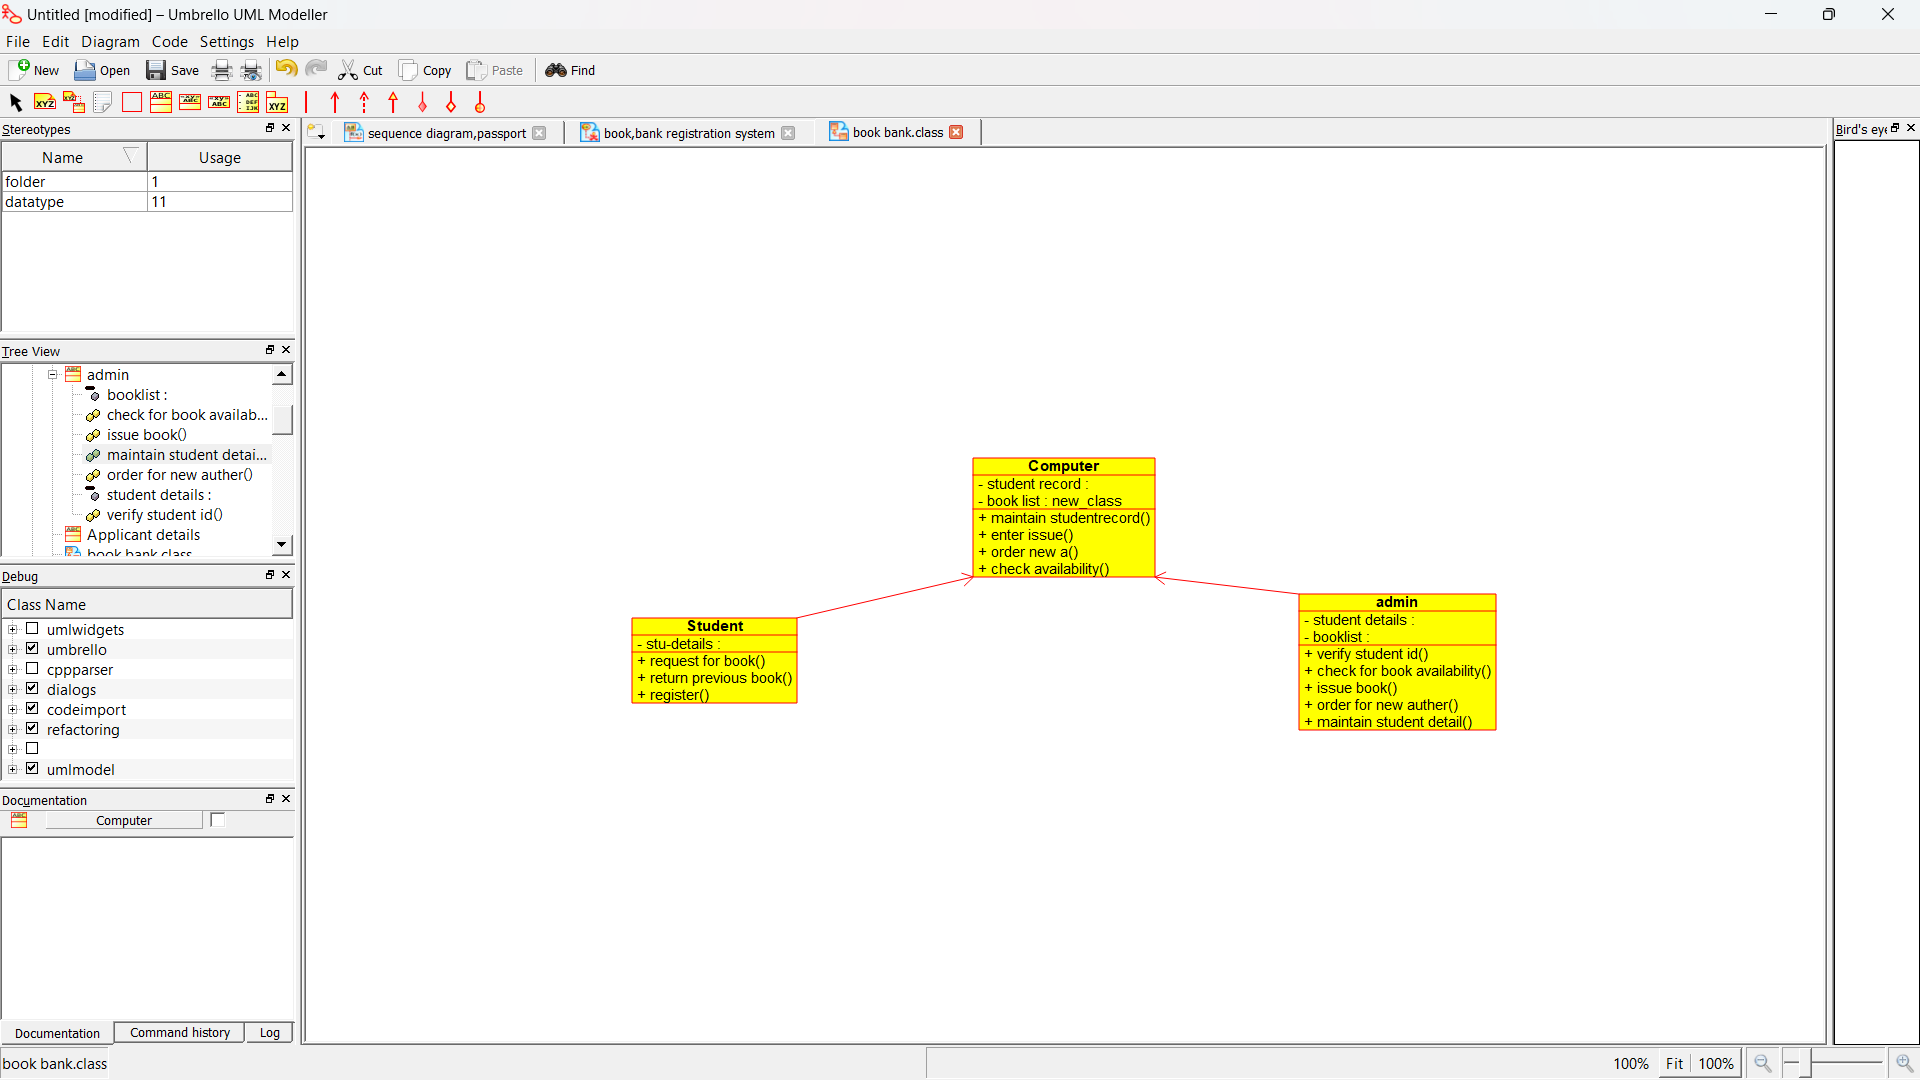 Untitled [modified] – Umbrello UML Modeller
File Edit Diagram Code Settings Help
New Open Save Cut Copy Paste Find
Stereotypes
Name Usage
folder 1
datatype 11
Tree View
admin
booklist :
check for book availab...
issue book()
maintain student detai...
order for new auther()
student details :
verify student id()
Applicant details
book bank class
Debug
Class Name
umlwidgets
umbrello
cppparser
dialogs
codeimport
refactoring
umlmodel
Documentation
Computer
Documentation Command history Log
book bank.class
sequence diagram,passport book,bank registration system book bank.class
Computer
- student record :
- book list : new_class
+ maintain studentrecord()
+ enter issue()
+ order new a()
+ check availability()
Student
- stu-details :
+ request for book()
+ return previous book()
+ register()
admin
- student details :
- booklist :
+ verify student id()
+ check for book availability()
+ issue book()
+ order for new auther()
+ maintain student detail()
Bird's eye
100% Fit 100%